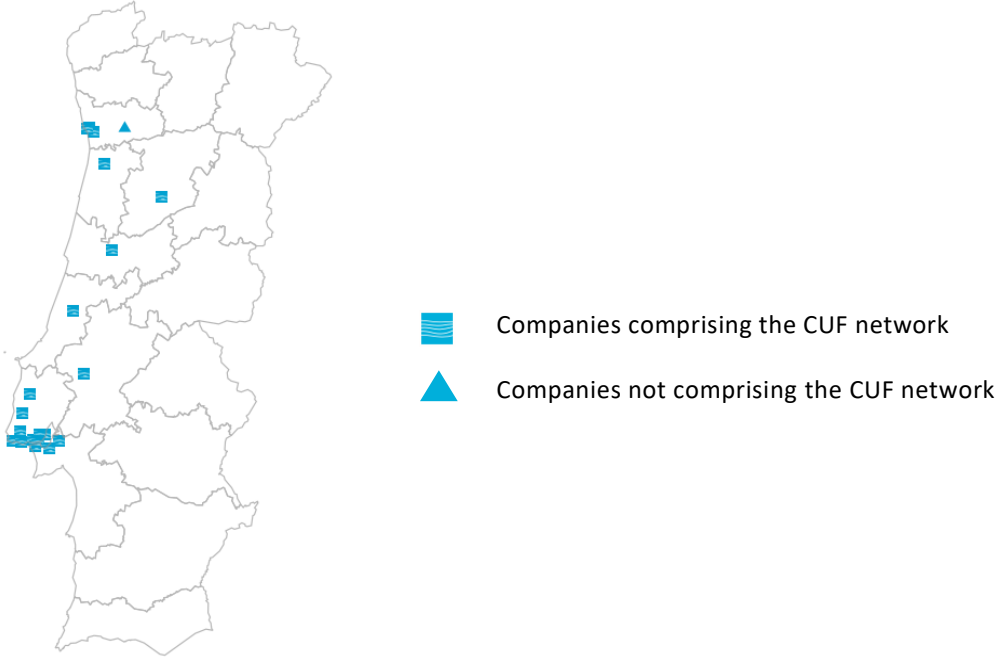 Companies comprising the CUF network
Companies not comprising the CUF network